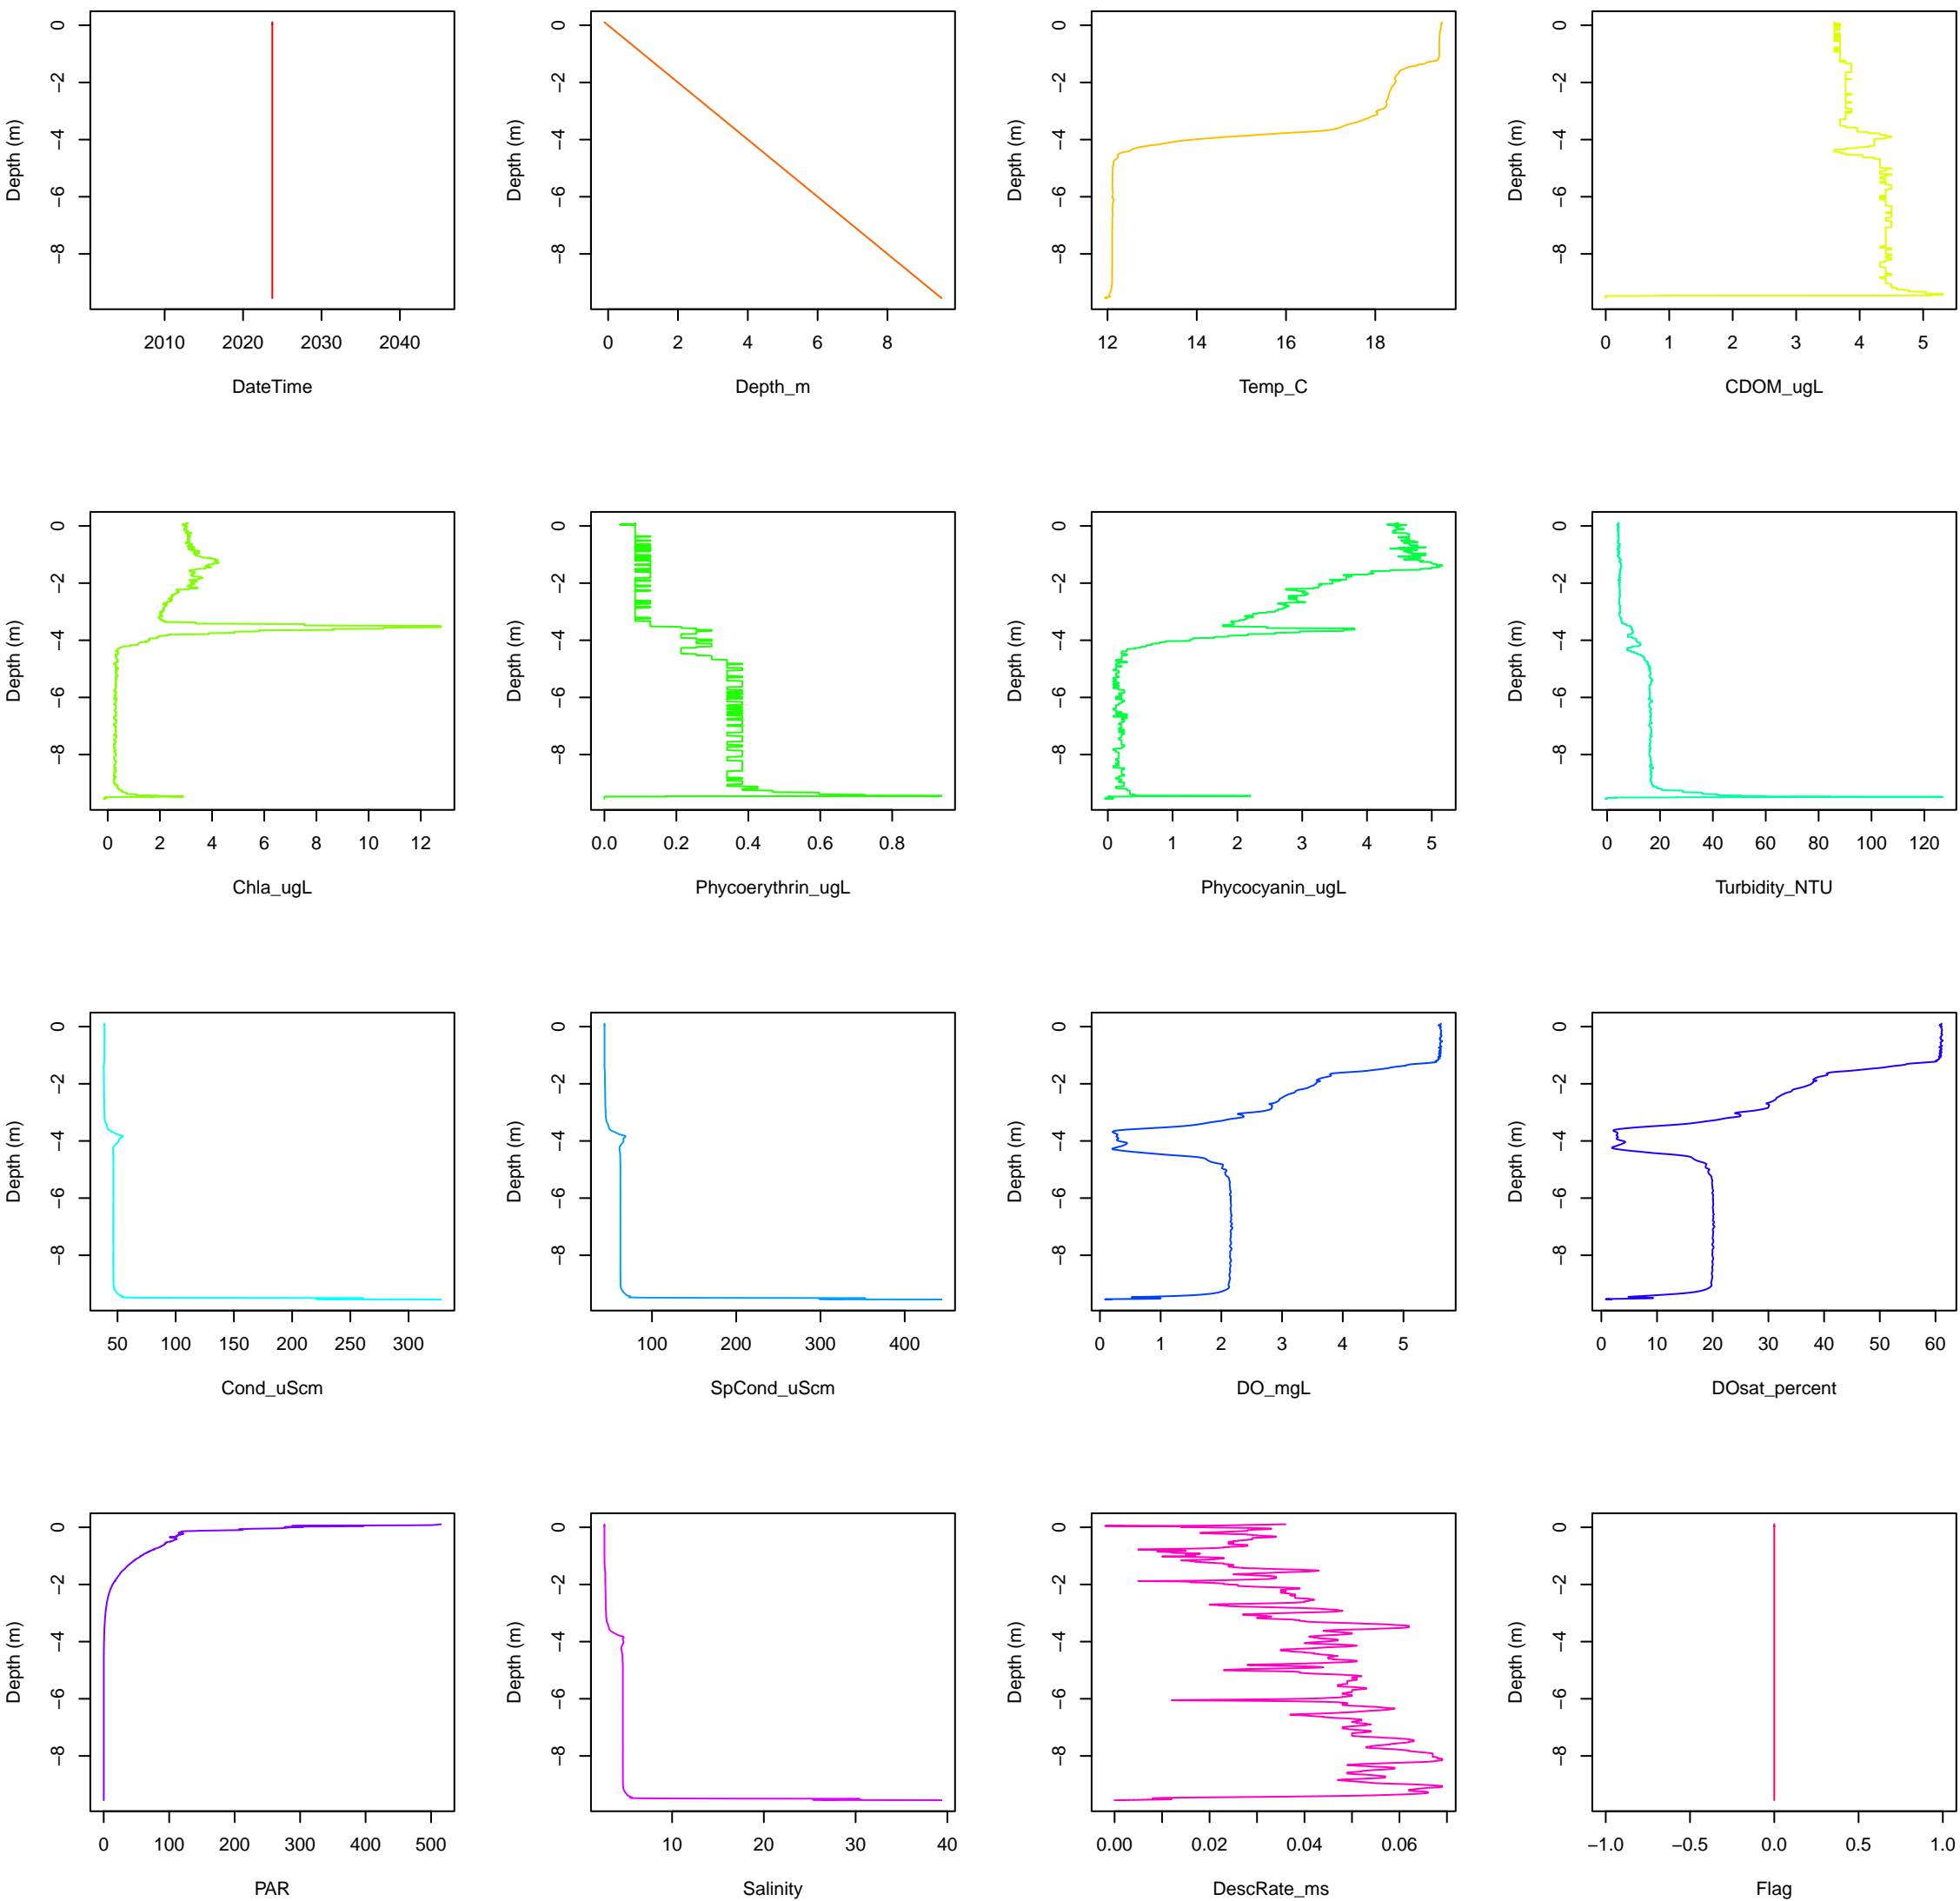 0 0 0 0
−2 −2 −2 −2
Depth (m) Depth (m) Depth (m) Depth (m)
−4 −4 −4 −4
−6 −6 −6 −6
−8 −8 −8 −8
2010 2020 2030 2040 0 2 4 6 8 12 14 16 18 0 1 2 3 4 5
DateTime Depth_m Temp_C CDOM_ugL
0 0 0 0
−2 −2 −2 −2
Depth (m) Depth (m) Depth (m) Depth (m)
−4 −4 −4 −4
−6 −6 −6 −6
−8 −8 −8 −8
0 2 4 6 8 10 12 0.0 0.2 0.4 0.6 0.8 0 1 2 3 4 5 0 20 40 60 80 100 120
Chla_ugL Phycoerythrin_ugL Phycocyanin_ugL Turbidity_NTU
0 0 0 0
−2 −2 −2 −2
Depth (m) Depth (m) Depth (m) Depth (m)
−4 −4 −4 −4
−6 −6 −6 −6
−8 −8 −8 −8
50 100 150 200 250 300 100 200 300 400 0 1 2 3 4 5 0 10 20 30 40 50 60
Cond_uScm SpCond_uScm DO_mgL DOsat_percent
0 0 0 0
−2 −2 −2 −2
Depth (m) Depth (m) Depth (m) Depth (m)
−4 −4 −4 −4
−6 −6 −6 −6
−8 −8 −8 −8
0 100 200 300 400 500 10 20 30 40 0.00 0.02 0.04 0.06 −1.0 −0.5 0.0 0.5 1.0
PAR Salinity DescRate_ms Flag